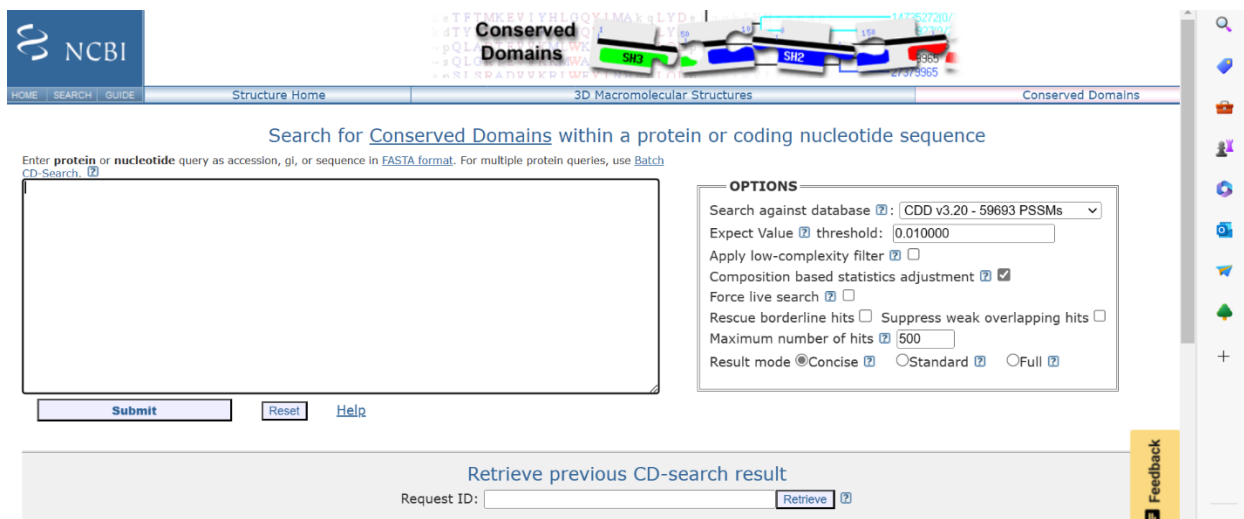 NCBI
Conserved
Domains
SH3
SH2
HOME SEARCH GUIDE Structure Home 3D Macromolecular Structures Conserved Domains
Search for Conserved Domains within a protein or coding nucleotide sequence
Enter protein or nucleotide query as accession, gi, or sequence in FASTA format. For multiple protein queries, use Batch
CD-Search. ?
OPTIONS
Search against database ? : CDD v3.20 - 59693 PSSMs
Expect Value ? threshold: 0.010000
Apply low-complexity filter ?
Composition based statistics adjustment ?
Force live search ?
Rescue borderline hits Suppress weak overlapping hits
Maximum number of hits ? 500
Result mode Concise ? Standard ? Full ?
Submit Reset Help
Retrieve previous CD-search result
Request ID: Retrieve ?
Feedback